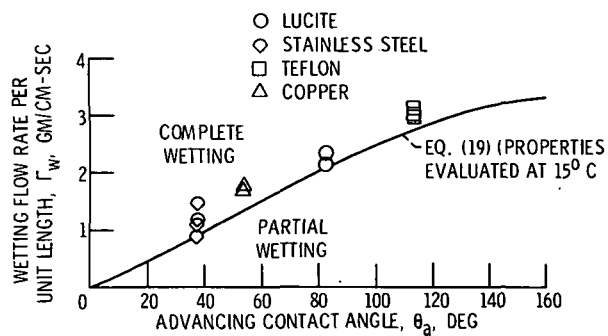 LUCITE
STAINLESS STEEL
TEFLON
COPPER
WETTING FLOW RATE PER
UNIT LENGTH, Γw, GM/CM-SEC
4
3
2
1
COMPLETE
WETTING
PARTIAL
WETTING
EQ. (19) (PROPERTIES
EVALUATED AT 15⁰ C
0 20 40 60 80 100 120 140 160
ADVANCING CONTACT ANGLE, θa, DEG